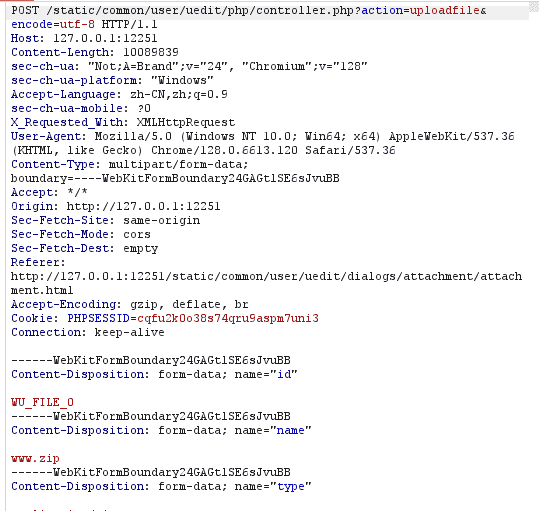 POST /static/common/user/uedit/php/controller.php?action=uploadfile&
encode=utf-8 HTTP/1.1
Host: 127.0.0.1:12251
Content-Length: 10089839
sec-ch-ua: "Not;A=Brand";v="24", "Chromium";v="128"
sec-ch-ua-platform: "Windows"
Accept-Language: zh-CN,zh;q=0.9
sec-ch-ua-mobile: ?0
X_Requested_With: XMLHttpRequest
User-Agent: Mozilla/5.0 (Windows NT 10.0; Win64; x64) AppleWebKit/537.36
(KHTML, like Gecko) Chrome/128.0.6613.120 Safari/537.36
Content-Type: multipart/form-data;
boundary=----WebKitFormBoundary24GAGtlSE6sJvuBB
Accept: */*
Origin: http://127.0.0.1:12251
Sec-Fetch-Site: same-origin
Sec-Fetch-Mode: cors
Sec-Fetch-Dest: empty
Referer:
http://127.0.0.1:12251/static/common/user/uedit/dialogs/attachment/attach
ment.html
Accept-Encoding: gzip, deflate, br
Cookie: PHPSESSID=cqfu2k0o38s74qru9aspm7uni3
Connection: keep-alive

------WebKitFormBoundary24GAGtlSE6sJvuBB
Content-Disposition: form-data; name="id"

WU_FILE_0
------WebKitFormBoundary24GAGtlSE6sJvuBB
Content-Disposition: form-data; name="name"

www.zip
------WebKitFormBoundary24GAGtlSE6sJvuBB
Content-Disposition: form-data; name="type"